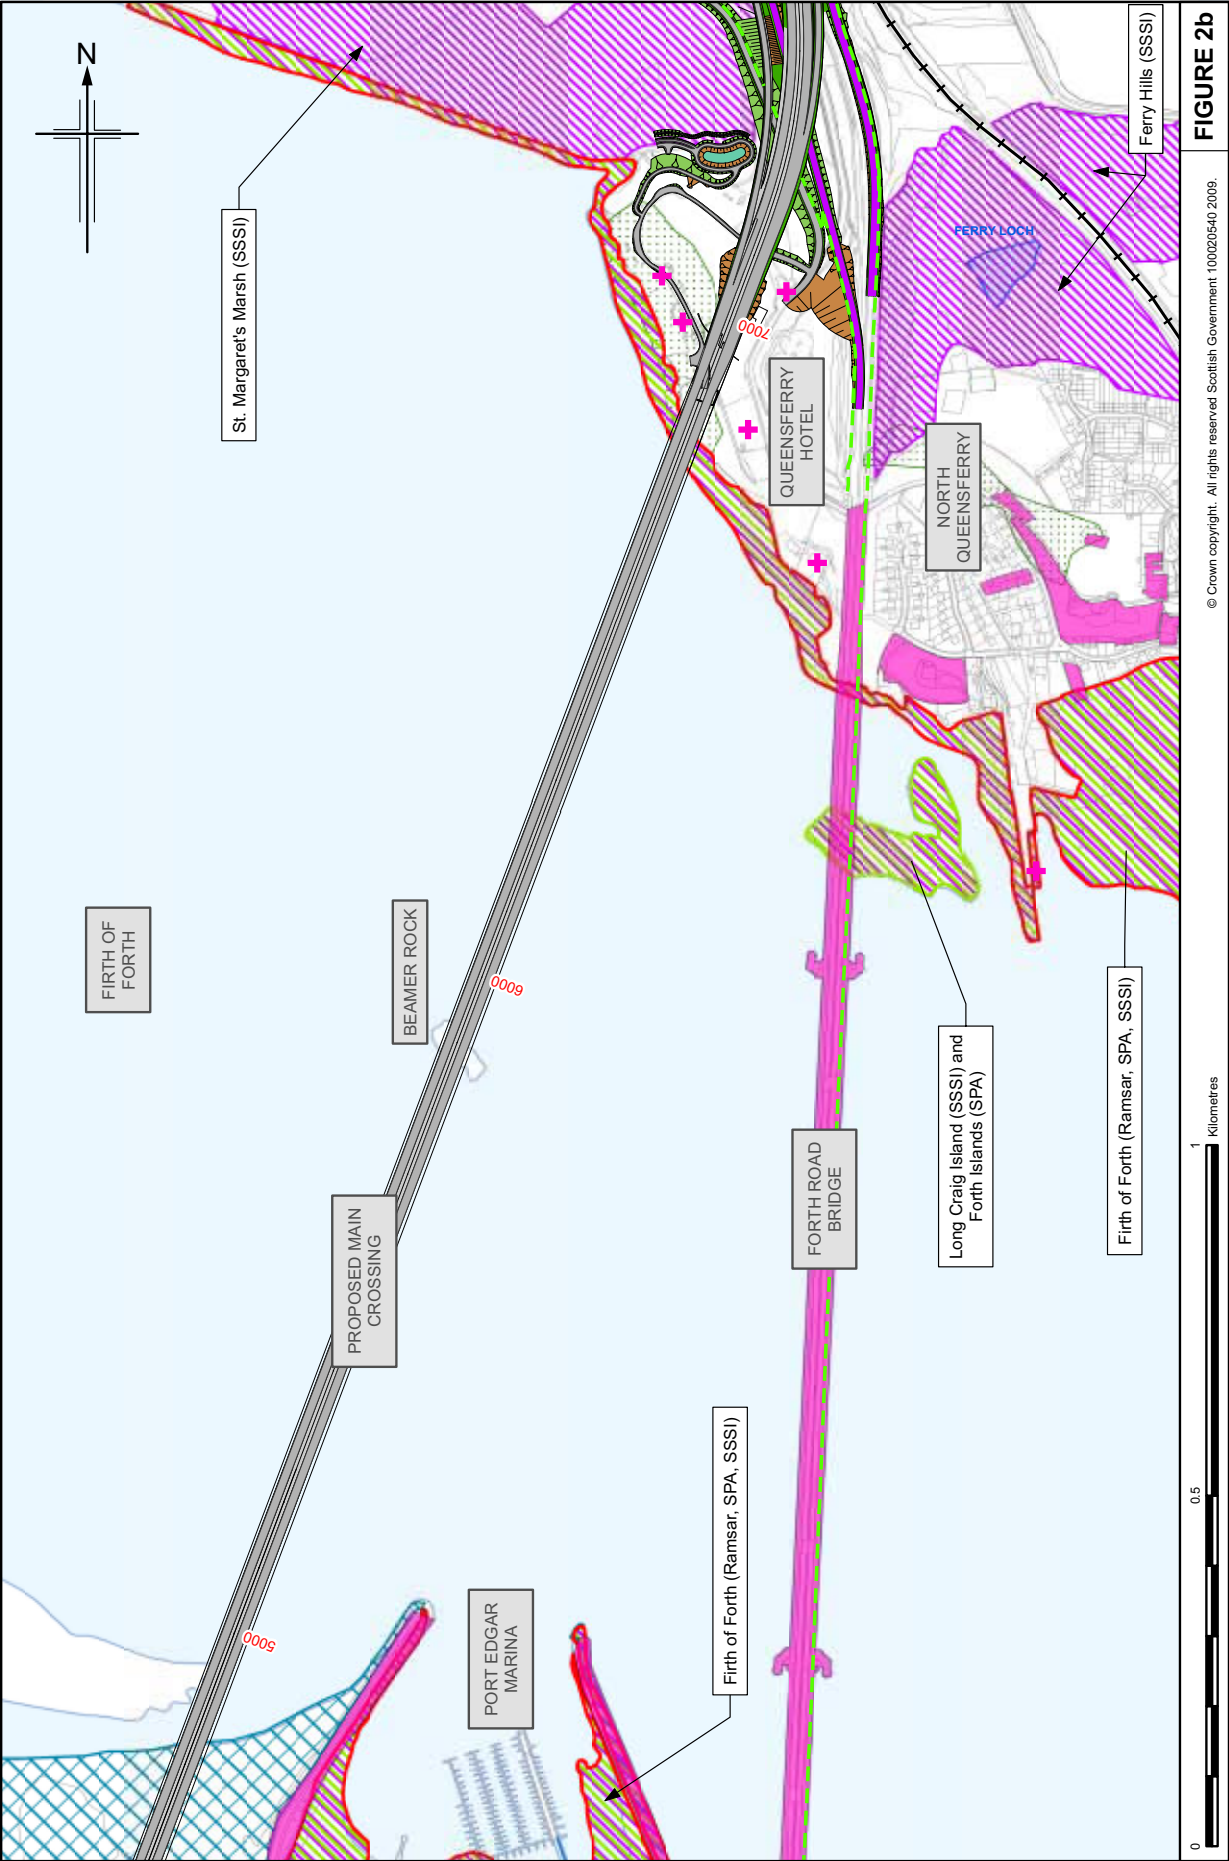 N
St. Margaret's Marsh (SSSI)
FIRTH OF
FORTH
BEAMER ROCK
PROPOSED MAIN
CROSSING
5000
6000
7000
PORT EDGAR
MARINA
Firth of Forth (Ramsar, SPA, SSSI)
QUEENSFERRY
HOTEL
FORTH ROAD
BRIDGE
NORTH
QUEENSFERRY
FERRY LOCH
Long Craig Island (SSSI) and
Forth Islands (SPA)
Firth of Forth (Ramsar, SPA, SSSI)
Ferry Hills (SSSI)
0 0.5 1
Kilometres
© Crown copyright. All rights reserved Scottish Government 100020540 2009.
FIGURE 2b